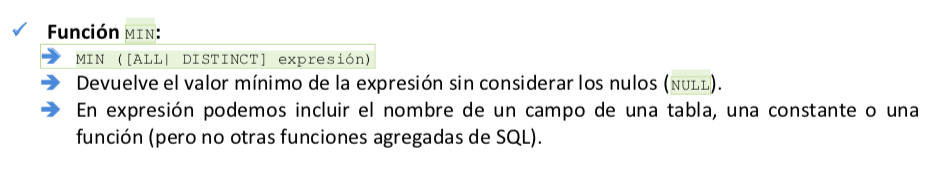 ✓ Función MIN:
➔ MIN ([ALL| DISTINCT] expresión)
➔ Devuelve el valor mínimo de la expresión sin considerar los nulos (NULL).
➔ En expresión podemos incluir el nombre de un campo de una tabla, una constante o una
función (pero no otras funciones agregadas de SQL).